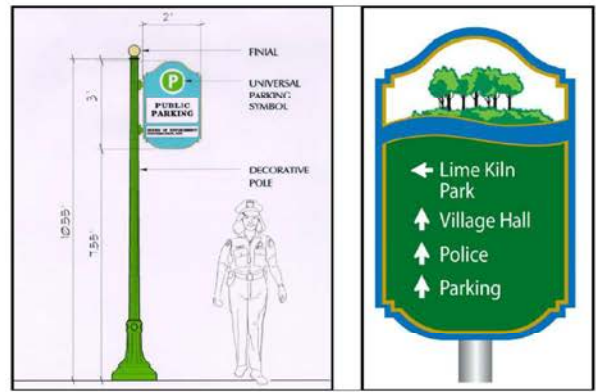 2'
FINIAL
UNIVERSAL
PARKING
SYMBOL
3'
P
PUBLIC
PARKING
DECORATIVE
POLE
10.55'
7.55'
Lime Kiln
Park
Village Hall
Police
Parking